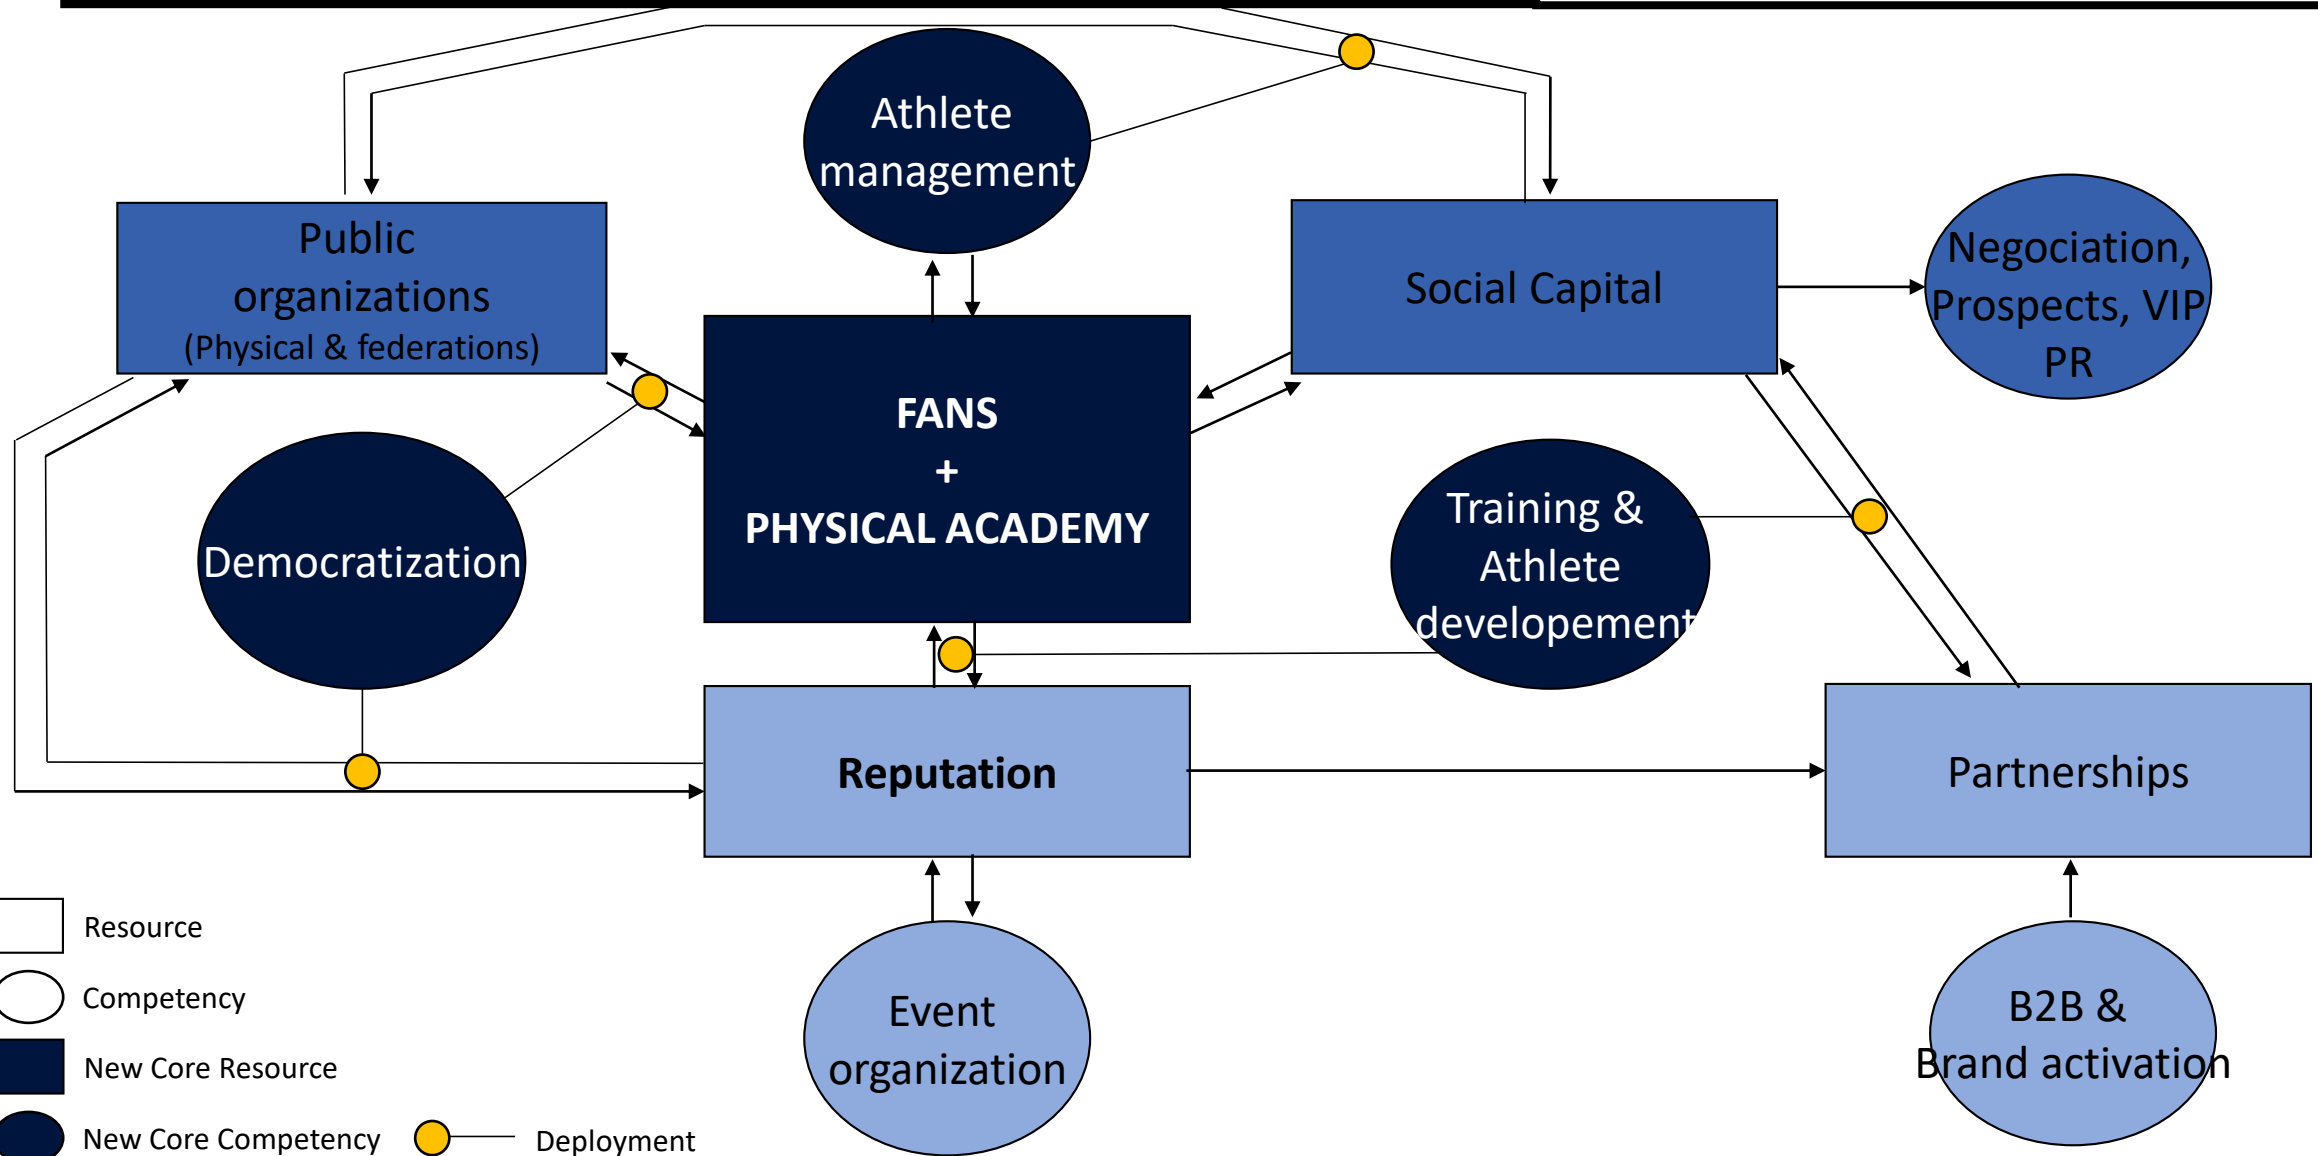 Athlete
management
Public
organizations
(Physical & federations)
Social Capital
Negociation,
Prospects, VIP
PR
FANS
+
PHYSICAL ACADEMY
Democratization
Training &
Athlete
developement
Reputation
Partnerships
Event
organization
B2B &
Brand activation
Resource
Competency
New Core Resource
New Core Competency
Deployment